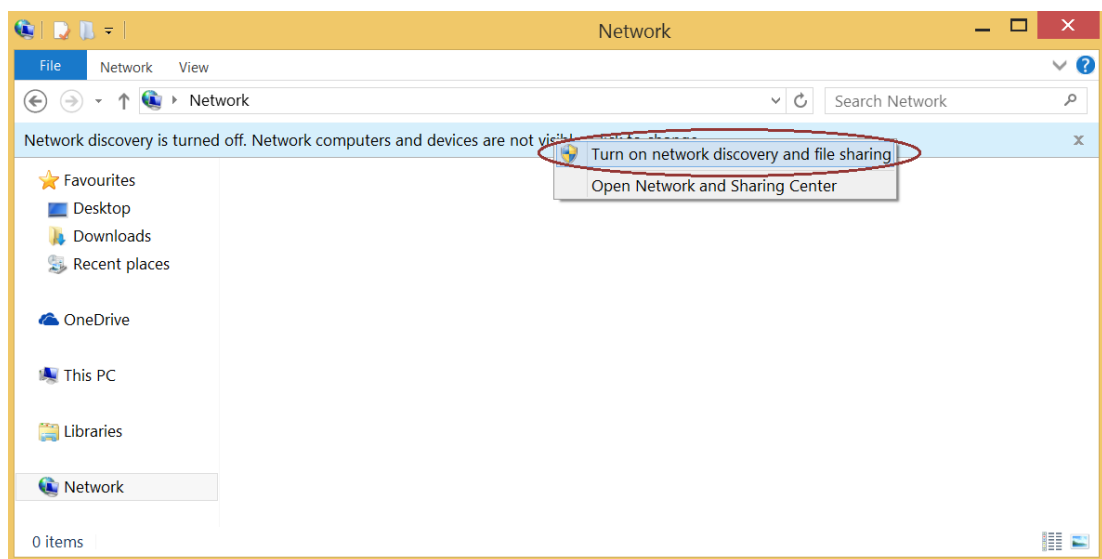 Network
File Network View
Network
Search Network
Network discovery is turned off. Network computers and devices are not
Turn on network discovery and file sharing
Open Network and Sharing Center
Favourites
Desktop
Downloads
Recent places
OneDrive
This PC
Libraries
Network
0 items